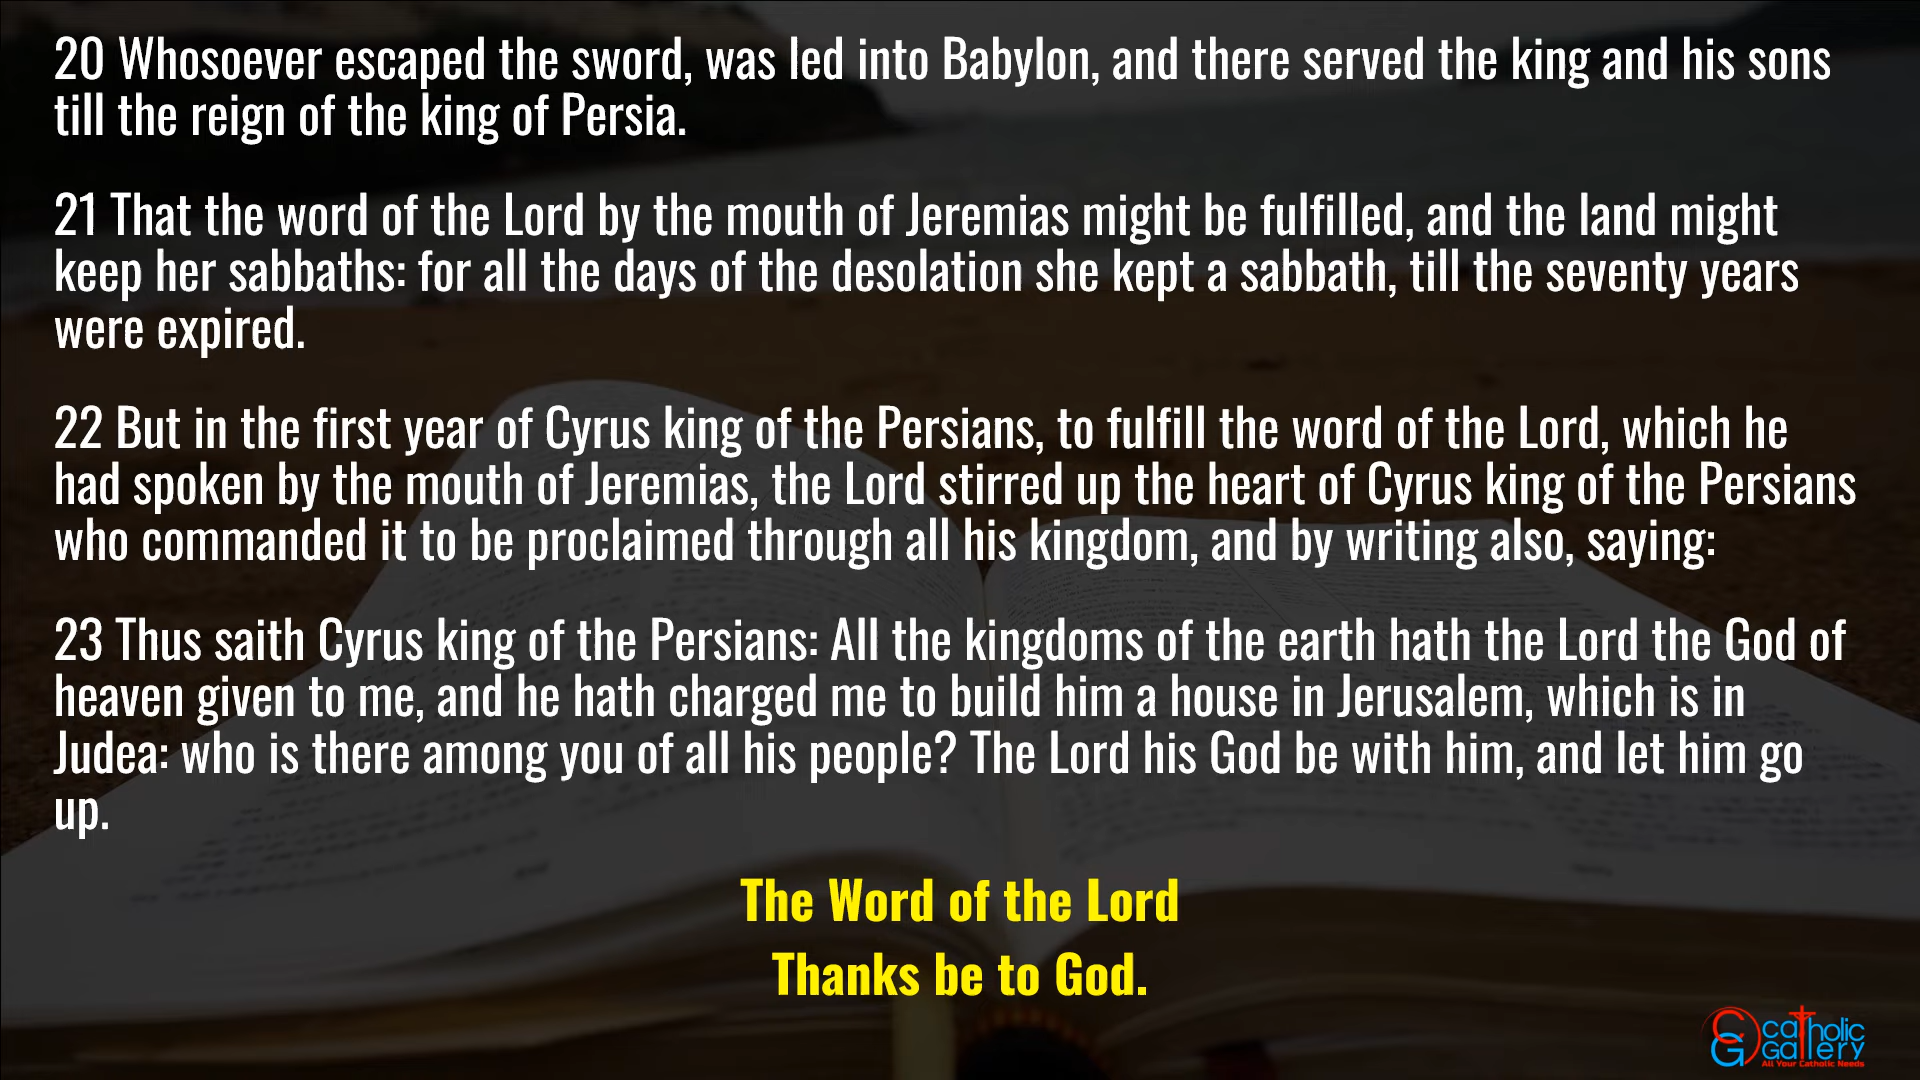 20 Whosoever escaped the sword, was led into Babylon, and there served the king and his sons
till the reign of the king of Persia.
21 That the word of the Lord by the mouth of Jeremias might be fulfilled, and the land might
keep her sabbaths: for all the days of the desolation she kept a sabbath, till the seventy years
were expired.
22 But in the first year of Cyrus king of the Persians, to fulfill the word of the Lord, which he
had spoken by the mouth of Jeremias, the Lord stirred up the heart of Cyrus king of the Persians
who commanded it to be proclaimed through all his kingdom, and by writing also, saying:
23 Thus saith Cyrus king of the Persians: All the kingdoms of the earth hath the Lord the God of
heaven given to me, and he hath charged me to build him a house in Jerusalem, which is in
Judea: who is there among you of all his people? The Lord his God be with him, and let him go
up.
The Word of the Lord
Thanks be to God.
CG
catholic
Gallery
All Your Catholic Needs